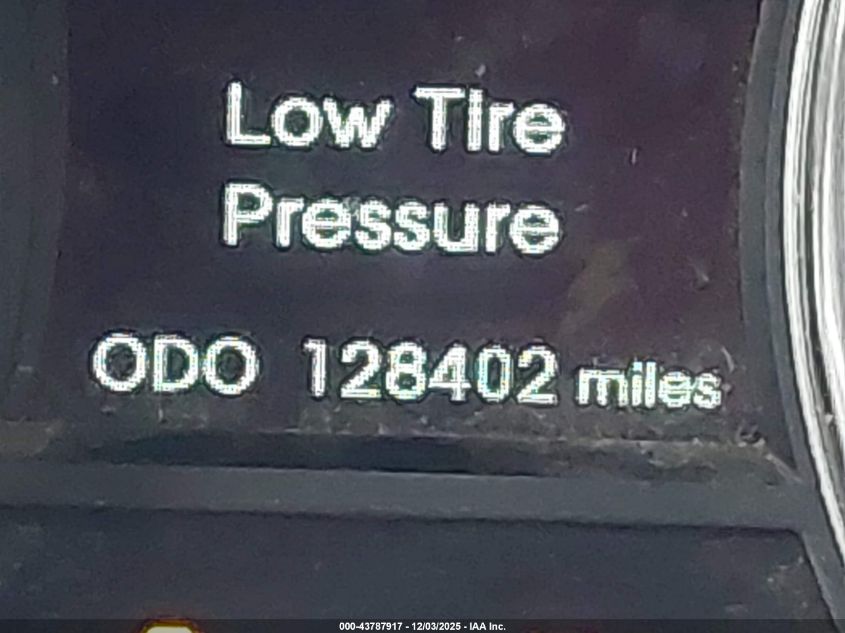 Low Tire
Pressure
ODO 128402 miles
000-43787917 - 12/03/2025 - IAA Inc.